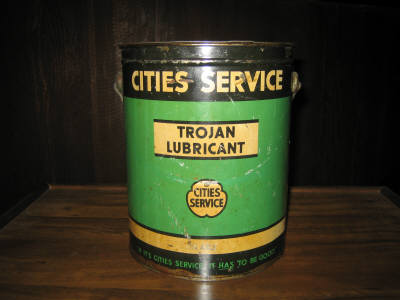 CITIES SERVICE
TROJAN
LUBRICANT
CITIES
SERVICE
IF ITS CITIES SERVICE IT HAS TO BE GOOD